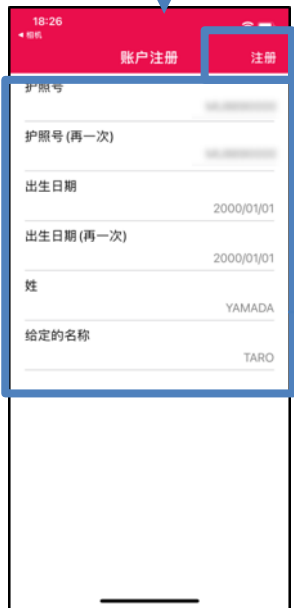 18:26
◀ 相机
账户注册
注册
护照号
护照号(再一次)
出生日期
2000/01/01
出生日期(再一次)
2000/01/01
姓
YAMADA
给定的名称
TARO